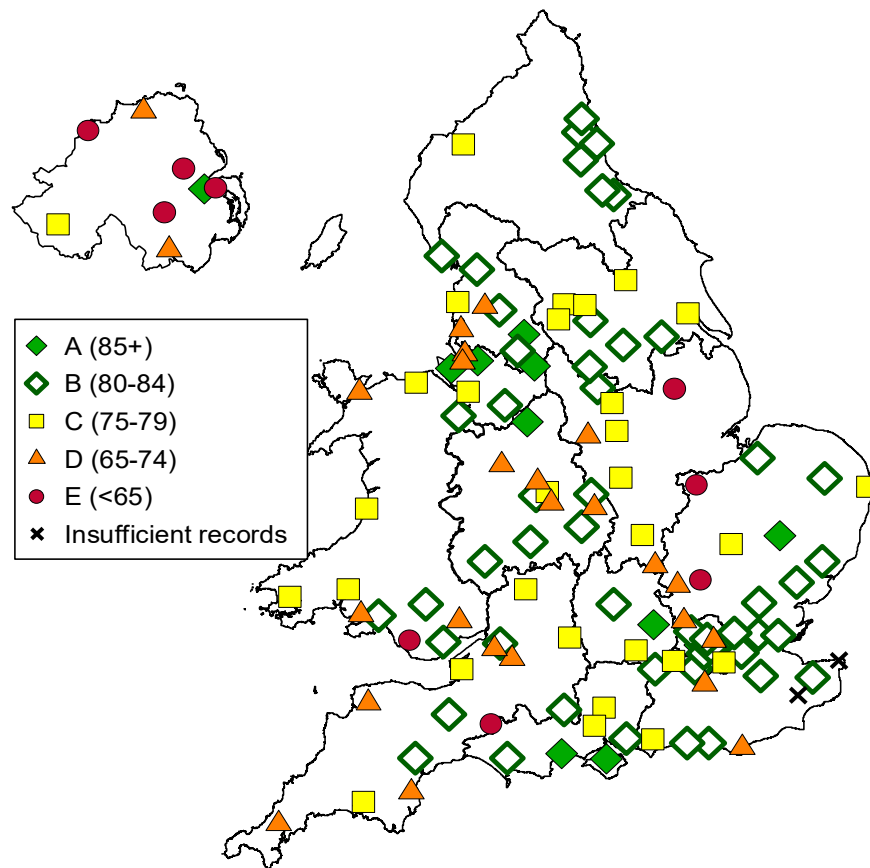 A (85+)
B (80-84)
C (75-79)
D (65-74)
E (<65)
Insufficient records